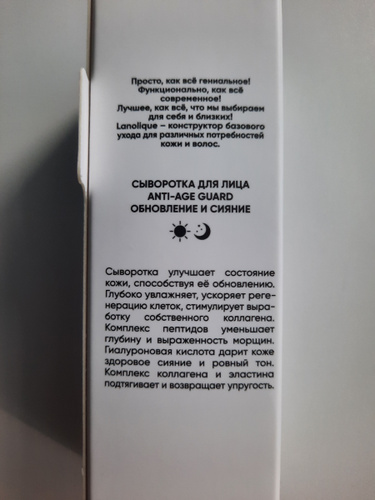 Просто, как всё гениальное!
Функционально, как всё
современное!
Лучшее, как всё, что мы выбираем
для себя и близких!
Lanolique – конструктор базового
ухода для различных потребностей
кожи и волос.
СЫВОРОТКА ДЛЯ ЛИЦА
ANTI-AGE GUARD
ОБНОВЛЕНИЕ И СИЯНИЕ
Сыворотка улучшает состояние
кожи, способствуя её обновлению.
Глубоко увлажняет, ускоряет реге-
нерацию клеток, стимулирует выра-
ботку собственного коллагена.
Комплекс пептидов уменьшает
глубину и выраженность морщин.
Гиалуроновая кислота дарит коже
здоровое сияние и ровный тон.
Комплекс коллагена и эластина
подтягивает и возвращает упругость.